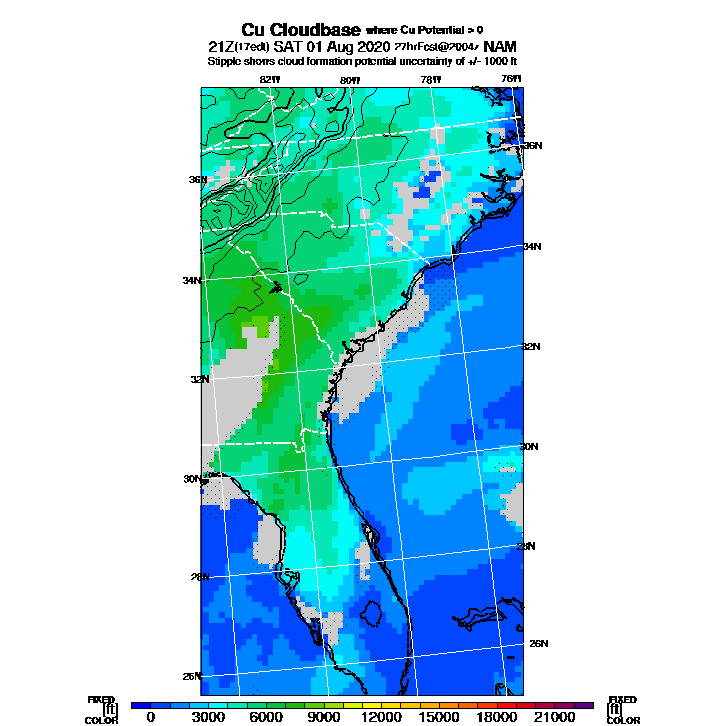 Cu Cloudbase where Cu Potential > 0
21Z(17edt) SAT 01 Aug 2020 27hrFcst@2004z NAM
Stipple shows cloud formation potential uncertainty of +/- 1000 ft
82W 80W 78W 76W
36N
36N
34N
34N
32N
32N
30N
30N
28N
28N
26N
26N
FIXED FIXED
[ft] 0 3000 6000 9000 12000 15000 18000 21000 [ft]
COLOR COLOR